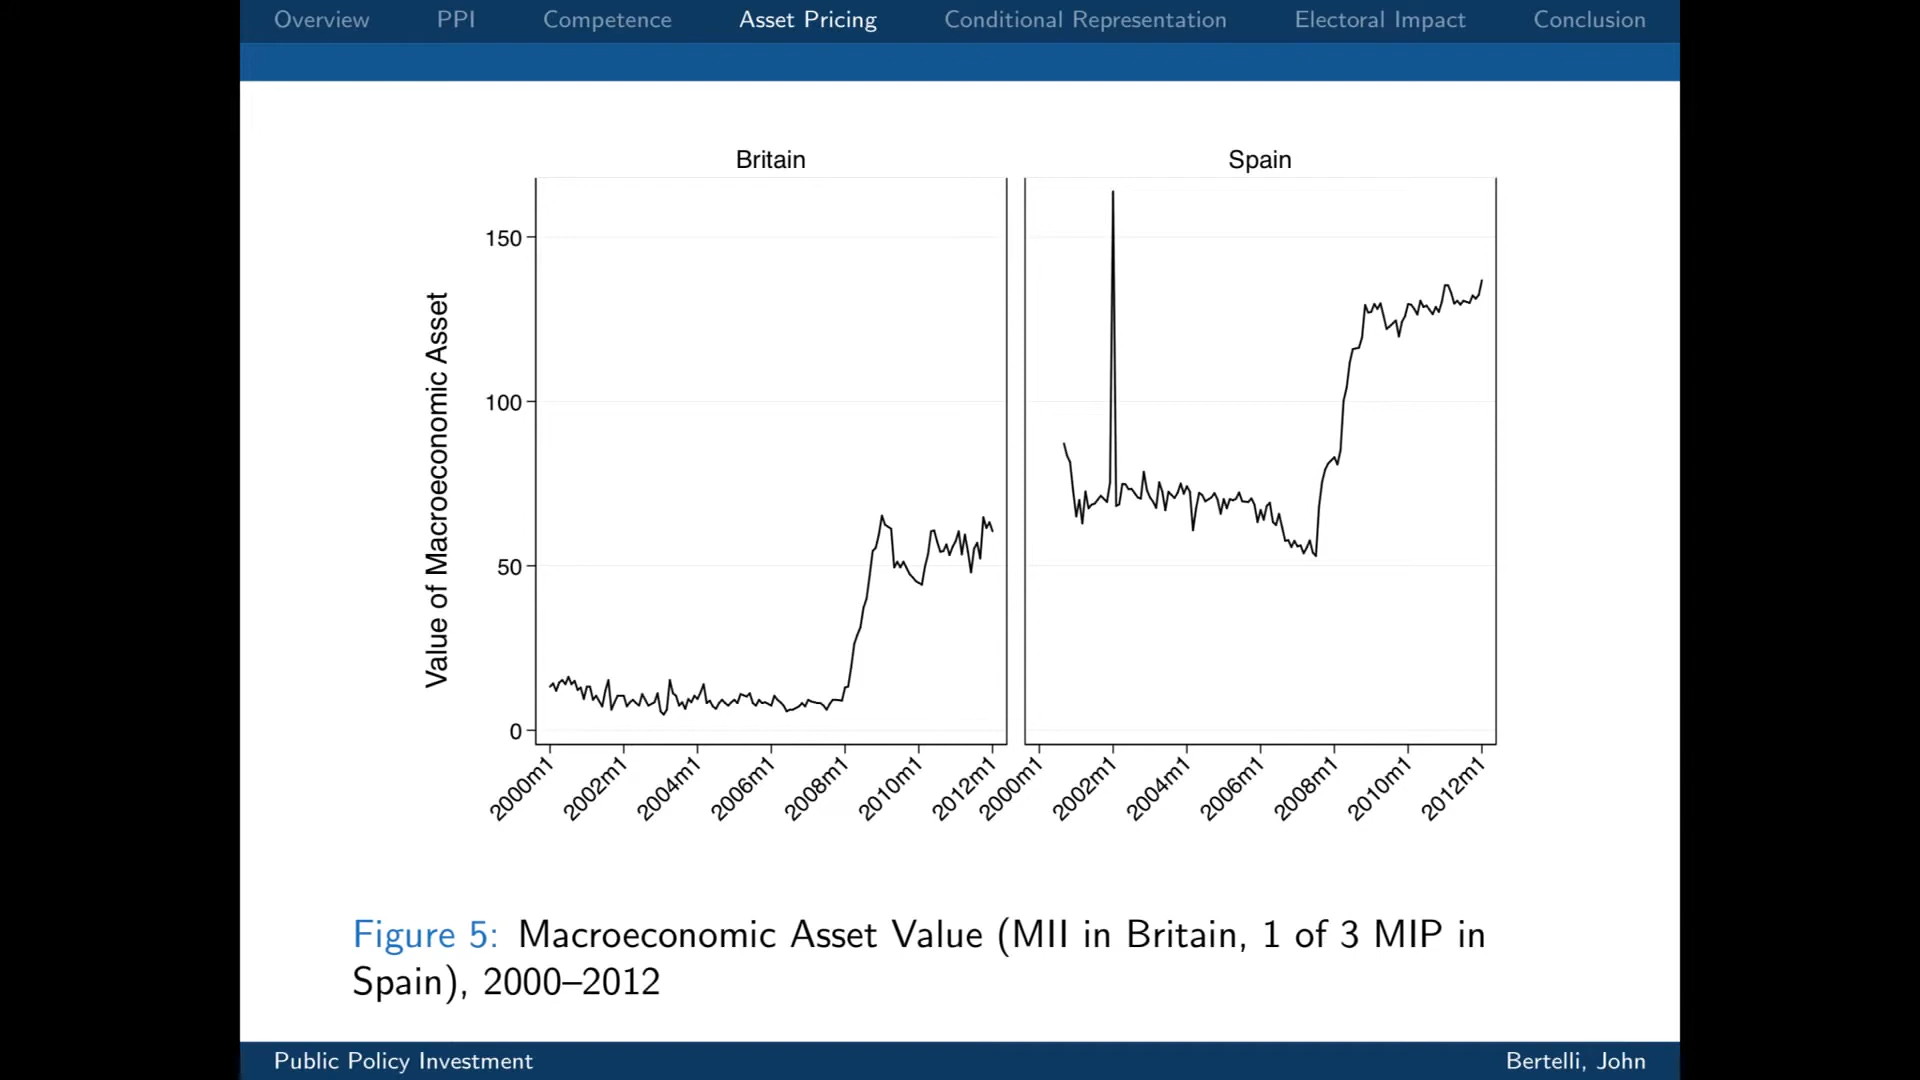 Overview PPI Competence Asset Pricing Conditional Representation Electoral Impact Conclusion
Britain
Spain
Value of Macroeconomic Asset
150
100
50
0
2000m1 2002m1 2004m1 2006m1 2008m1 2010m1 2012m1
2000m1 2002m1 2004m1 2006m1 2008m1 2010m1 2012m1
Figure 5: Macroeconomic Asset Value (MII in Britain, 1 of 3 MIP in
Spain), 2000–2012
Public Policy Investment
Bertelli, John